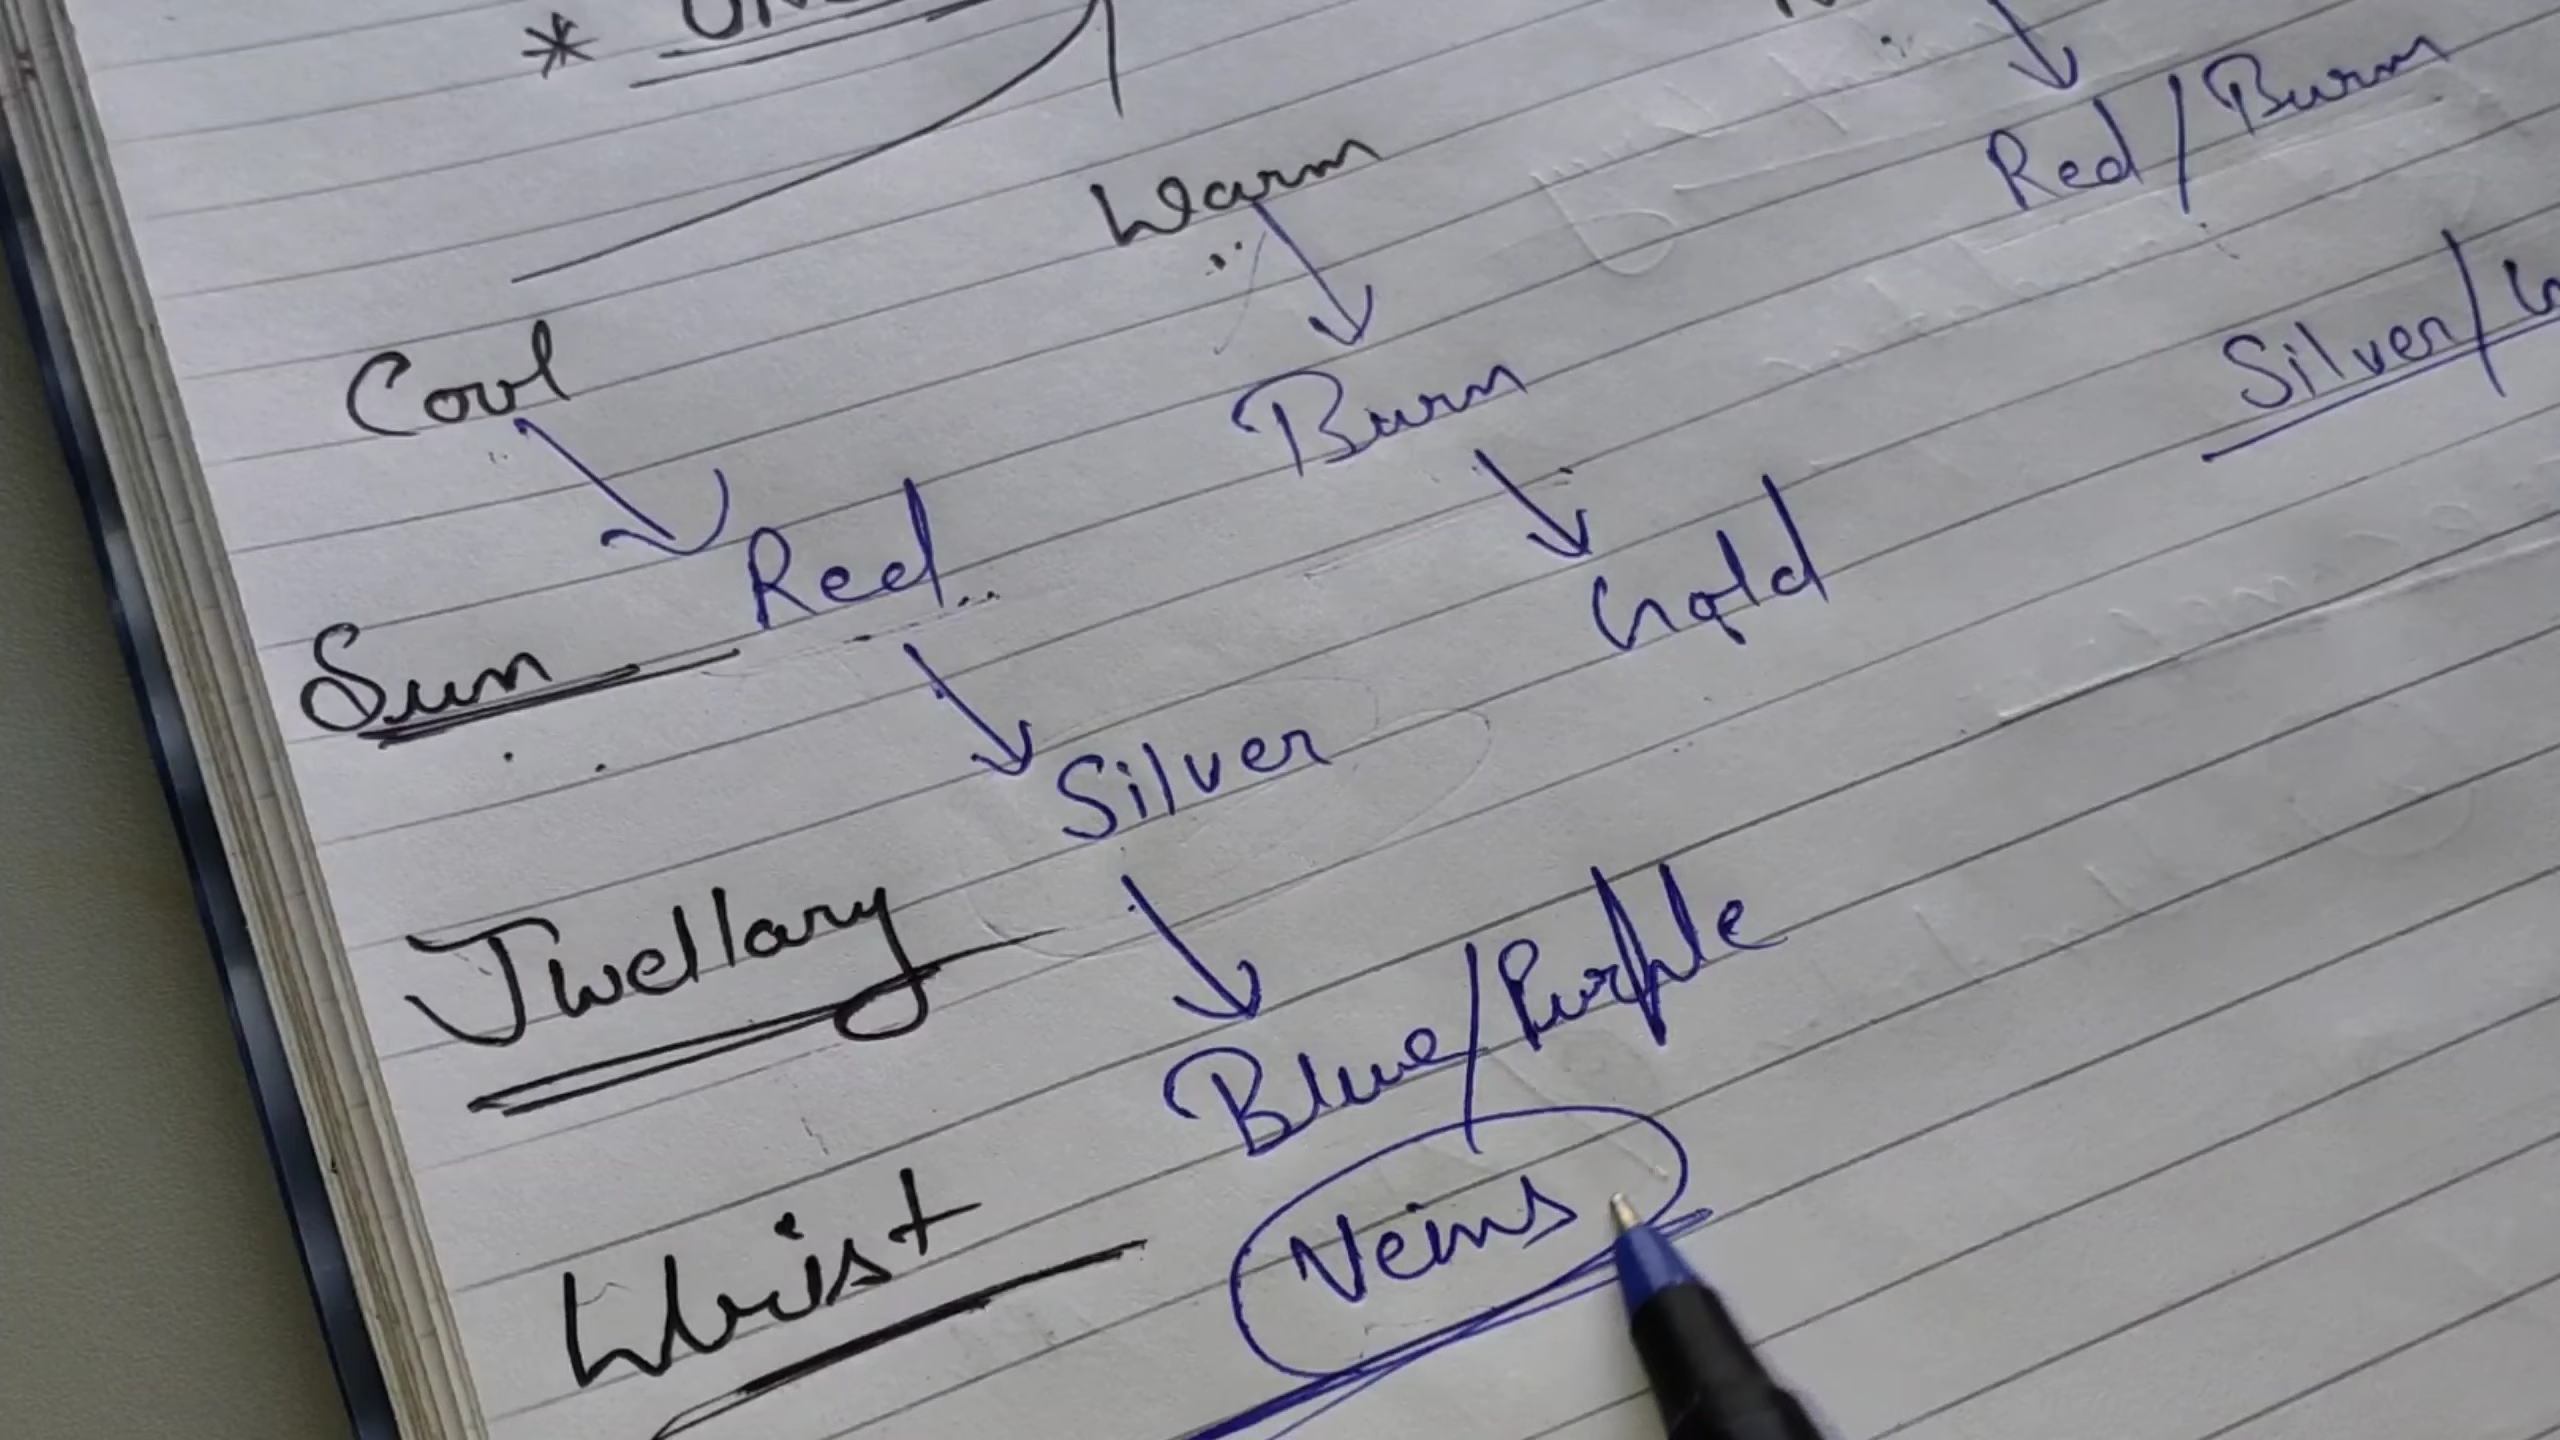 *
Warm
Red / Burn
Cool
Burn
Silver /
Red
Gold
Sun
Silver
Jwellary
Blue / Purple
Wrist
Veins